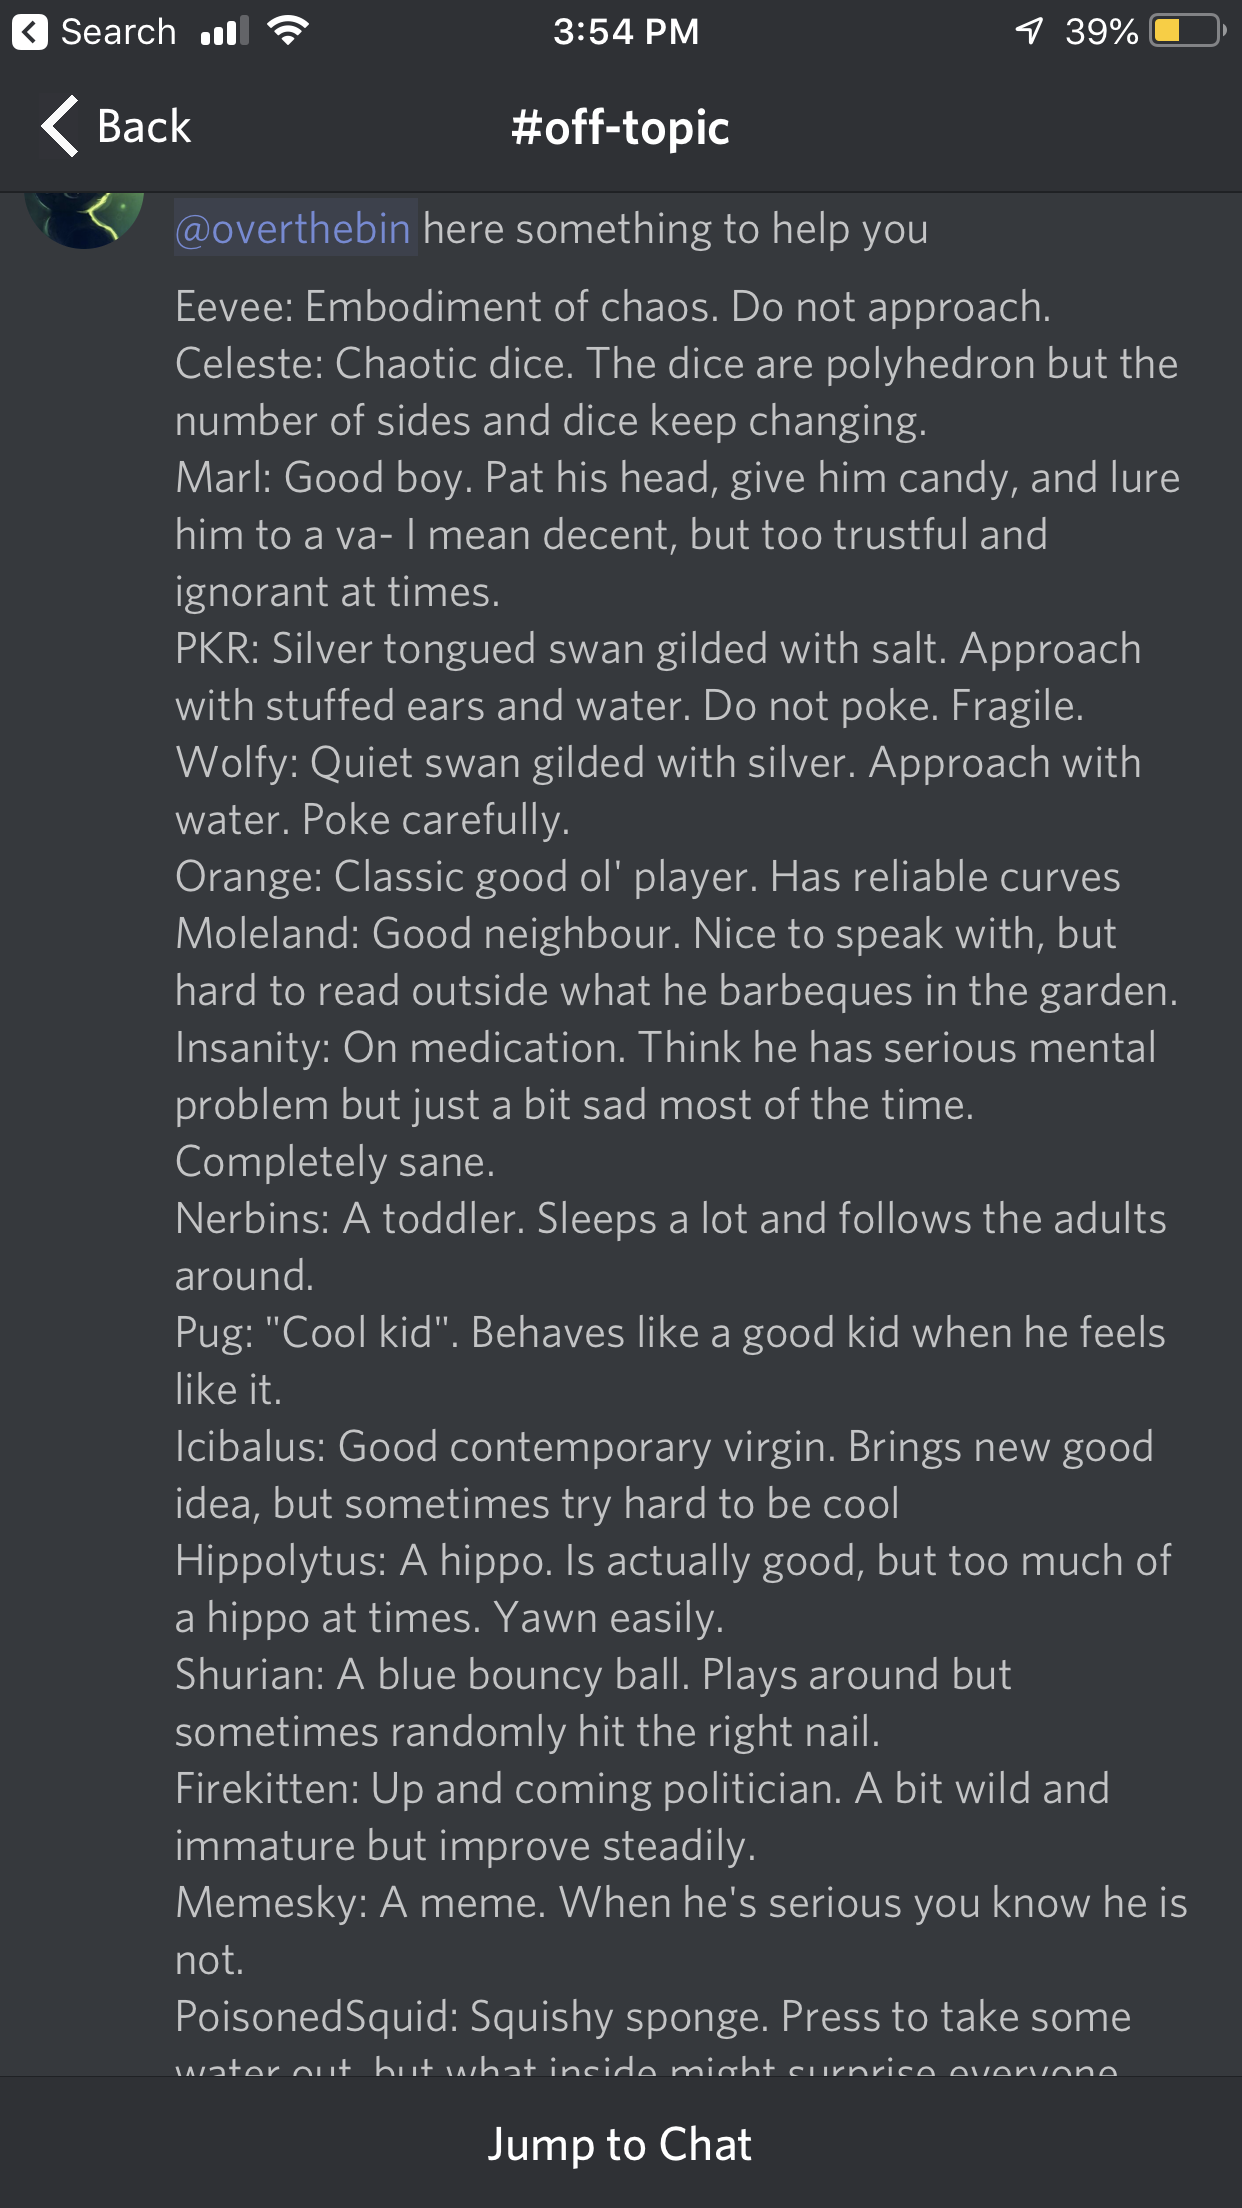 Search
3:54 PM
39%
Back
#off-topic
@overthebin here something to help you
Eevee: Embodiment of chaos. Do not approach.
Celeste: Chaotic dice. The dice are polyhedron but the
number of sides and dice keep changing.
Marl: Good boy. Pat his head, give him candy, and lure
him to a va- I mean decent, but too trustful and
ignorant at times.
PKR: Silver tongued swan gilded with salt. Approach
with stuffed ears and water. Do not poke. Fragile.
Wolfy: Quiet swan gilded with silver. Approach with
water. Poke carefully.
Orange: Classic good ol' player. Has reliable curves
Moleland: Good neighbour. Nice to speak with, but
hard to read outside what he barbeques in the garden.
Insanity: On medication. Think he has serious mental
problem but just a bit sad most of the time.
Completely sane.
Nerbins: A toddler. Sleeps a lot and follows the adults
around.
Pug: "Cool kid". Behaves like a good kid when he feels
like it.
Icibalus: Good contemporary virgin. Brings new good
idea, but sometimes try hard to be cool
Hippolytus: A hippo. Is actually good, but too much of
a hippo at times. Yawn easily.
Shurian: A blue bouncy ball. Plays around but
sometimes randomly hit the right nail.
Firekitten: Up and coming politician. A bit wild and
immature but improve steadily.
Memesky: A meme. When he's serious you know he is
not.
PoisonedSquid: Squishy sponge. Press to take some
water out, but what inside might surprise everyone
Jump to Chat